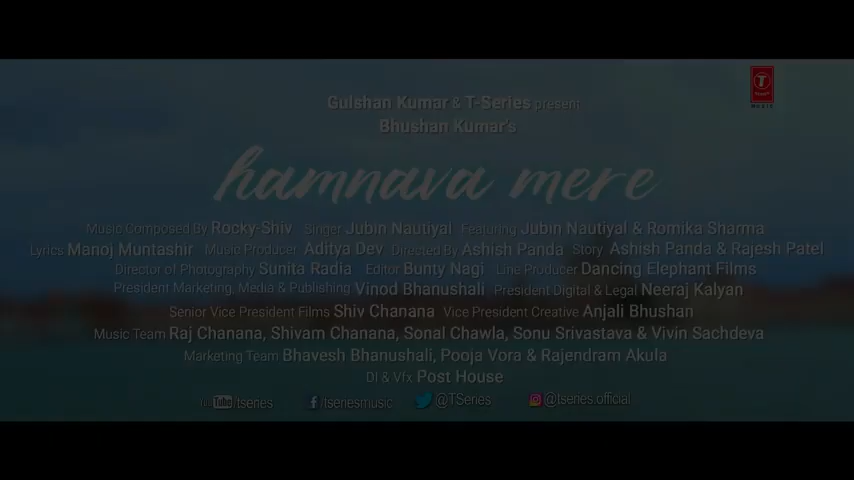 Gulshan Kumar & T-Series present
Bhushan Kumar's
hamnava mere
Music Composed By Rocky-Shiv Singer Jubin Nautiyal Featuring Jubin Nautiyal & Romika Sharma
Lyrics Manoj Muntashir Music Producer Aditya Dev Directed By Ashish Panda Story Ashish Panda & Rajesh Patel
Director of Photography Sunita Radia Editor Bunty Nagi Line Producer Dancing Elephant Films
President Marketing, Media & Publishing Vinod Bhanushali President Digital & Legal Neeraj Kalyan
Senior Vice President Films Shiv Chanana Vice President Creative Anjali Bhushan
Music Team Raj Chanana, Shivam Chanana, Sonal Chawla, Sonu Srivastava & Vivin Sachdeva
Marketing Team Bhavesh Bhanushali, Pooja Vora & Rajendram Akula
DI & Vfx Post House
You Tube /tseries f /tseriesmusic @TSeries @tseries.official